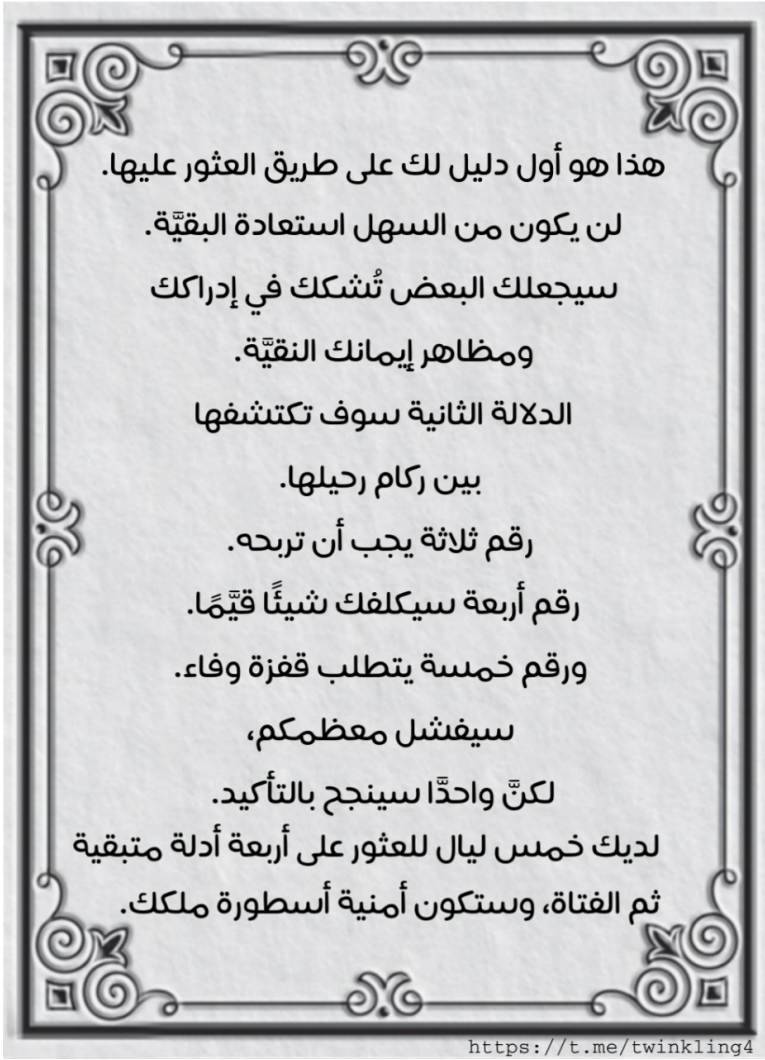 هذا هو أول دليل لك على طريق العثور عليها.
لن يكون من السهل استعادة البقيَّة.
سيجعلك البعض تُشكك في إدراكك
ومظاهر إيمانك النقيَّة.
الدلالة الثانية سوف تكتشفها
بين ركام رحيلها.
رقم ثلاثة يجب أن تربحه.
رقم أربعة سيكلفك شيئًا قيَّمًا.
ورقم خمسة يتطلب قفزة وفاء.
سيفشل معظمكم،
لكنَّ واحدًّا سينجح بالتأكيد.
لديك خمس ليال للعثور على أربعة أدلة متبقية
ثم الفتاة، وستكون أمنية أسطورة ملكك.
https://t.me/twinkling4